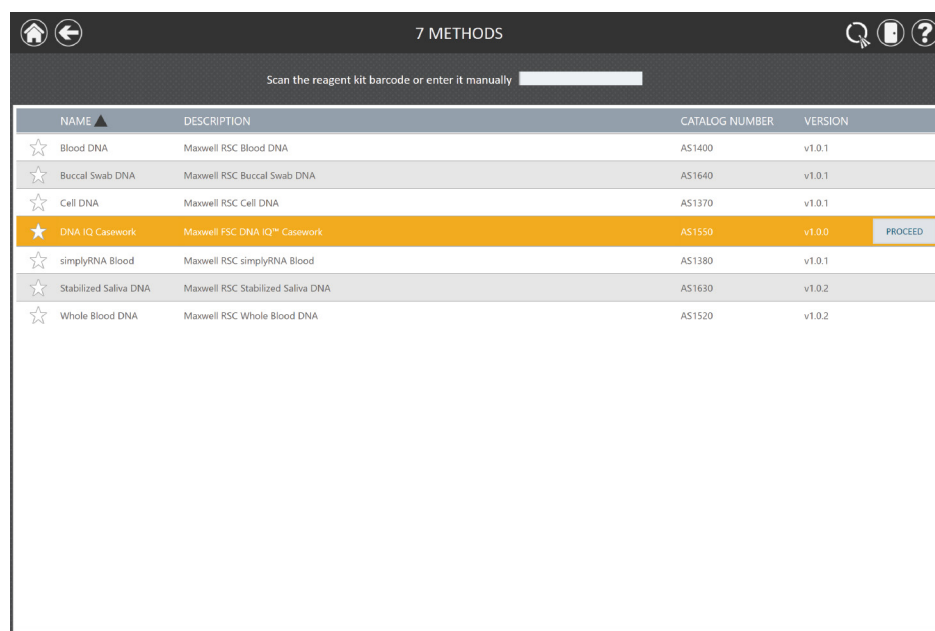 7 METHODS
Scan the reagent kit barcode or enter it manually
NAME DESCRIPTION CATALOG NUMBER VERSION
Blood DNA Maxwell RSC Blood DNA AS1400 v1.0.1
Buccal Swab DNA Maxwell RSC Buccal Swab DNA AS1640 v1.0.1
Cell DNA Maxwell RSC Cell DNA AS1370 v1.0.1
DNA IQ Casework Maxwell FSC DNA IQ™ Casework AS1550 v1.0.0 PROCEED
simplyRNA Blood Maxwell RSC simplyRNA Blood AS1380 v1.0.1
Stabilized Saliva DNA Maxwell RSC Stabilized Saliva DNA AS1630 v1.0.2
Whole Blood DNA Maxwell RSC Whole Blood DNA AS1520 v1.0.2